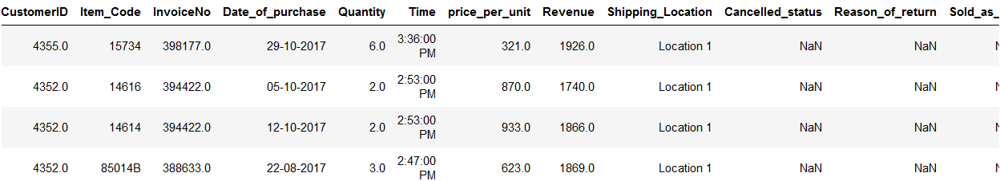 CustomerID Item_Code InvoiceNo Date_of_purchase Quantity Time price_per_unit Revenue Shipping_Location Cancelled_status Reason_of_return Sold_as_
4355.0 15734 398177.0 29-10-2017 6.0 3:36:00 PM 321.0 1926.0 Location 1 NaN NaN
4352.0 14616 394422.0 05-10-2017 2.0 2:53:00 PM 870.0 1740.0 Location 1 NaN NaN
4352.0 14614 394422.0 12-10-2017 2.0 2:53:00 PM 933.0 1866.0 Location 1 NaN NaN
4352.0 85014B 388633.0 22-08-2017 3.0 2:47:00 PM 623.0 1869.0 Location 1 NaN NaN